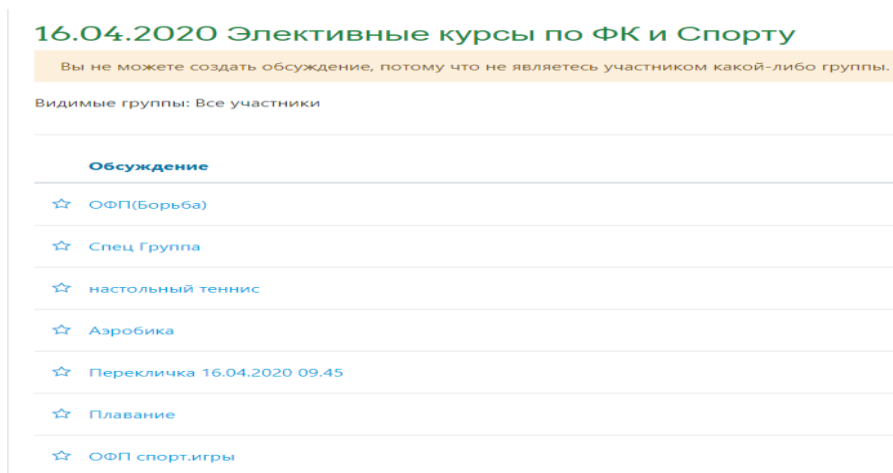 16.04.2020 Элективные курсы по ФК и Спорту
Вы не можете создать обсуждение, потому что не являетесь участником какой-либо группы.
Видимые группы: Все участники
Обсуждение
ОФП(Борьба)
Спец Группа
настольный теннис
Аэробика
Перекличка 16.04.2020 09.45
Плавание
ОФП спорт.игры